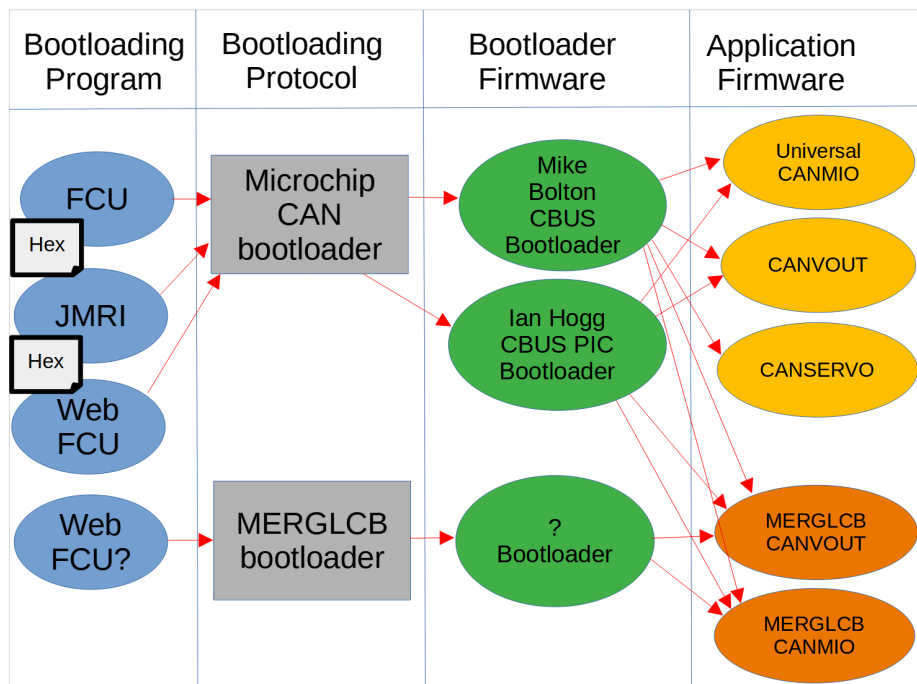 Bootloading
Program
Bootloading
Protocol
Bootloader
Firmware
Application
Firmware
FCU
Hex
JMRI
Hex
Web
FCU
Web
FCU?
Microchip
CAN
bootloader
MERGLCB
bootloader
Mike
Bolton
CBUS
Bootloader
Ian Hogg
CBUS PIC
Bootloader
?
Bootloader
Universal
CANMIO
CANVOUT
CANSERVO
MERGLCB
CANVOUT
MERGLCB
CANMIO